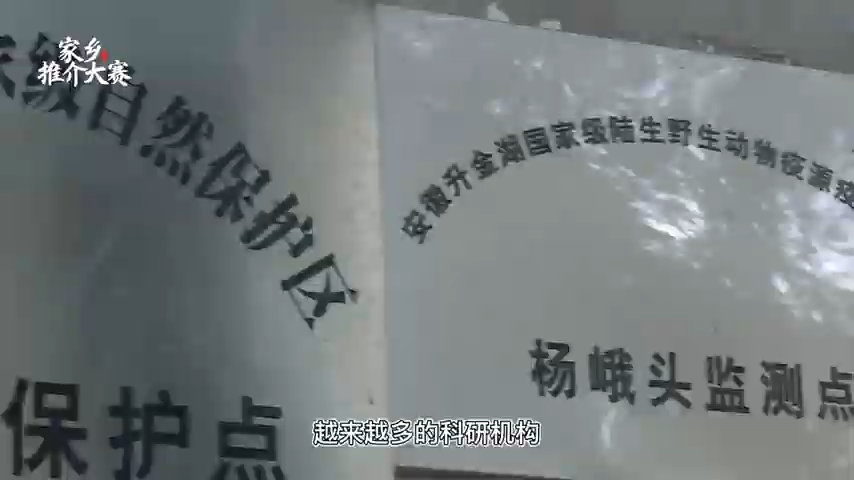 家乡
推介大赛
级自然保护区
保护点
安徽升金湖国家级陆生野生动物疫源疫
杨峨头监测点
越来越多的科研机构